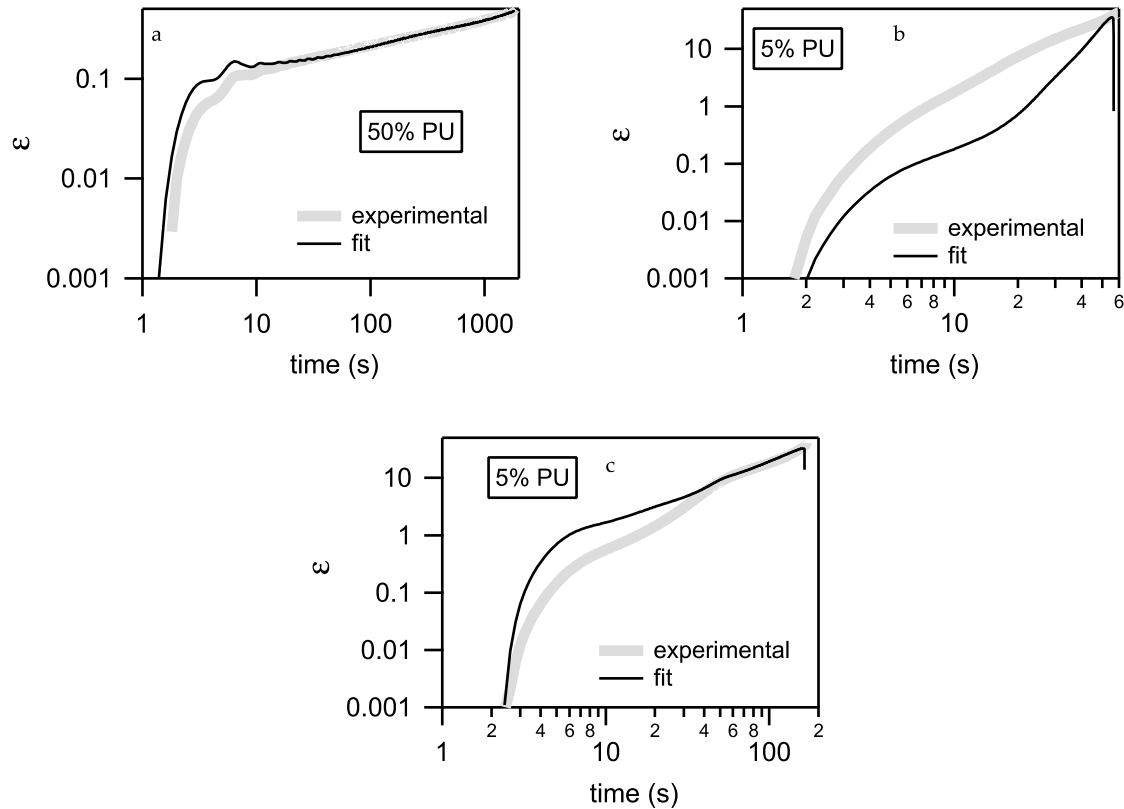 a
50% PU
ε
0.1
0.01
0.001
experimental
fit
1 10 100 1000
time (s)
b
5% PU
ε
10
1
0.1
0.01
0.001
experimental
fit
2 4 6 8 2 4 6
1 10
time (s)
c
5% PU
ε
10
1
0.1
0.01
0.001
experimental
fit
2 4 6 8 2 4 6 8 2
1 10 100
time (s)